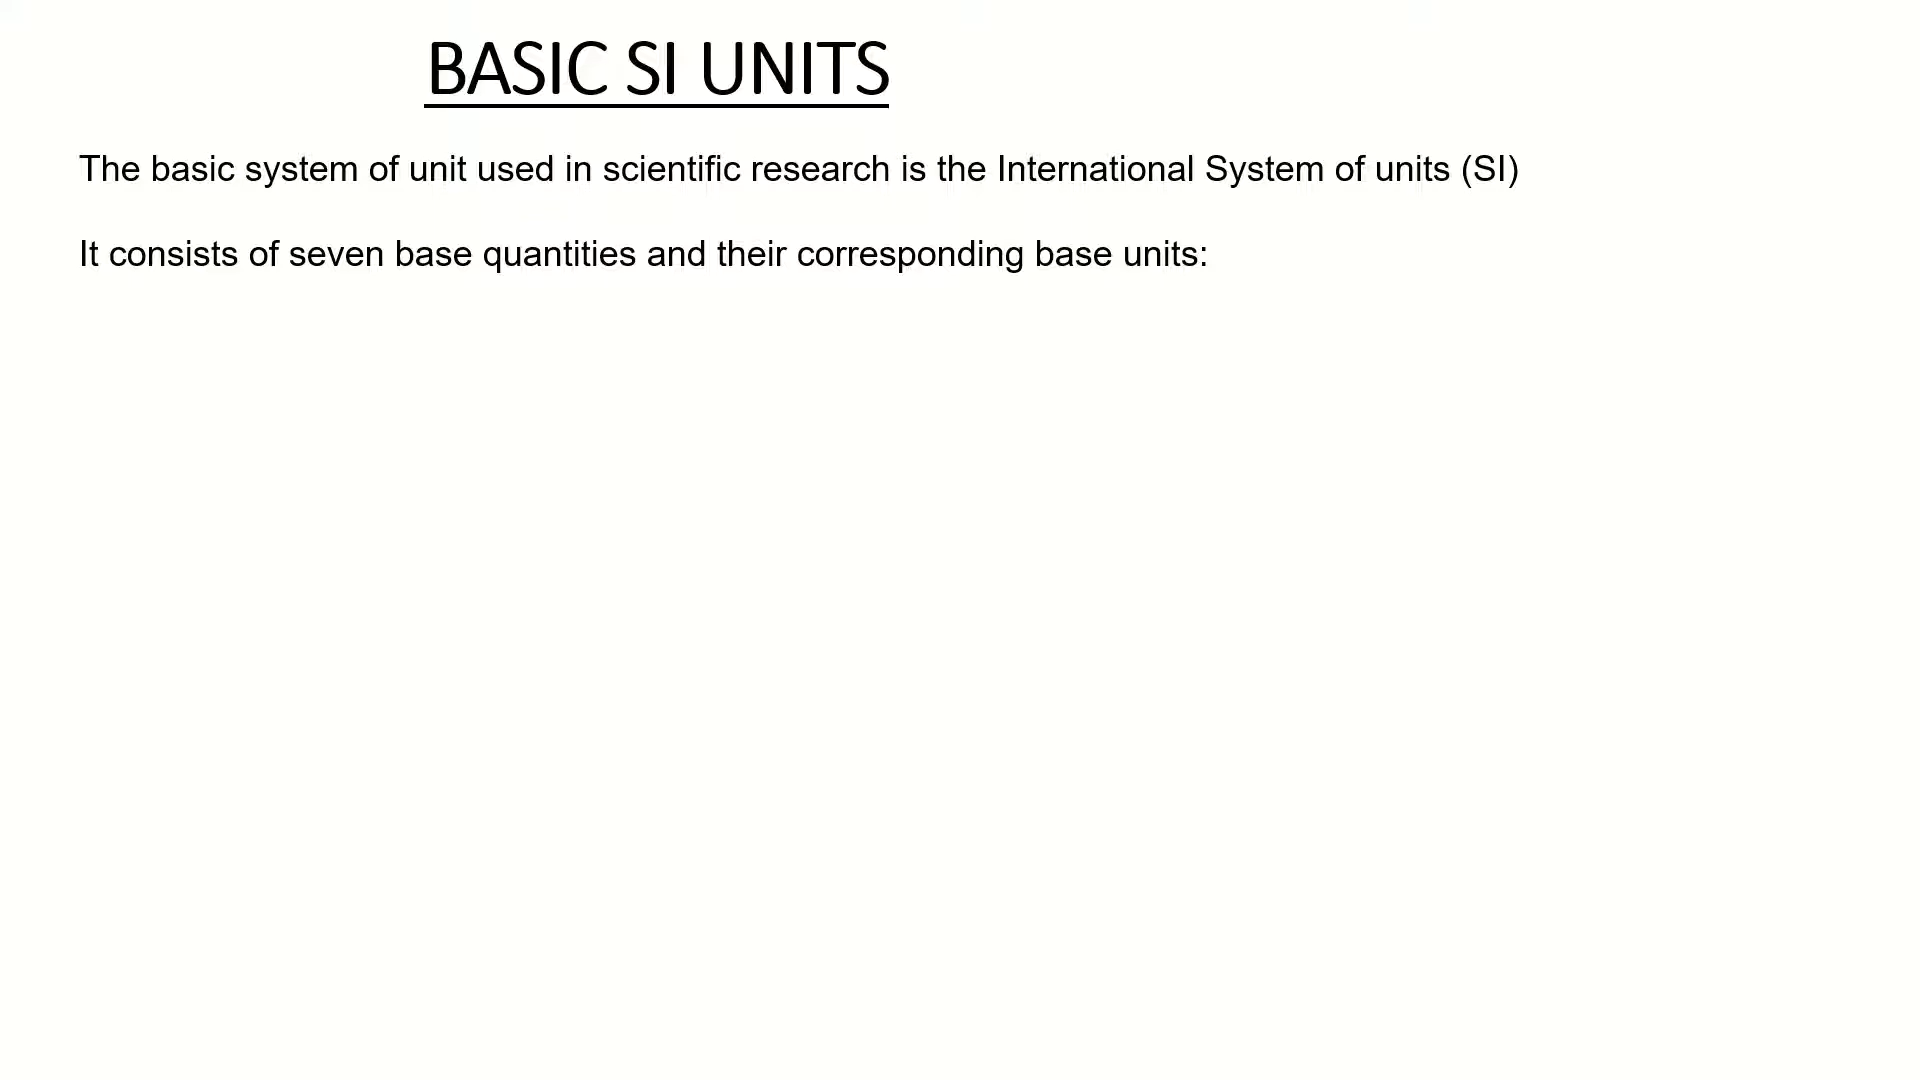 BASIC SI UNITS
The basic system of unit used in scientific research is the International System of units (SI)
It consists of seven base quantities and their corresponding base units: